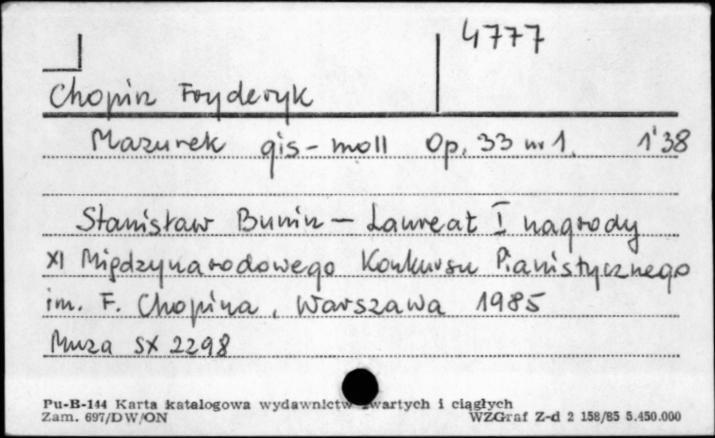 4777
Chopin Fryderyk
Mazurek gis-moll Op. 33 nr 1. 1'38
Stanisław Bunin – Laureat I nagrody
XI Międzynarodowego Konkursu Pianistycznego
im. F. Chopina, Warszawa 1985
Muza SX 2298
Pu-B-144 Karta katalogowa wydawnictw zwartych i ciągłych
Zam. 697/DW/ON WZGraf Z-d 2 158/85 5.450.000